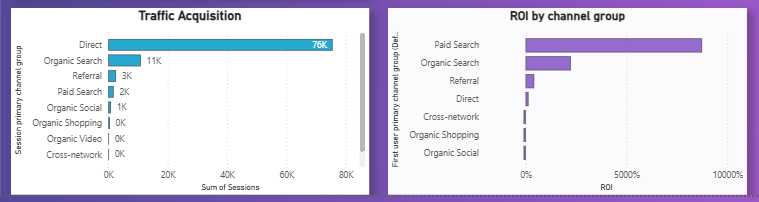 Traffic Acquisition
Session primary channel group
Direct 76K
Organic Search 11K
Referral 3K
Paid Search 2K
Organic Social 1K
Organic Shopping 0K
Organic Video 0K
Cross-network 0K
0K 20K 40K 60K 80K
Sum of Sessions
ROI by channel group
First user primary channel group (Def..
Paid Search
Organic Search
Referral
Direct
Cross-network
Organic Shopping
Organic Social
0% 5000% 10000%
ROI